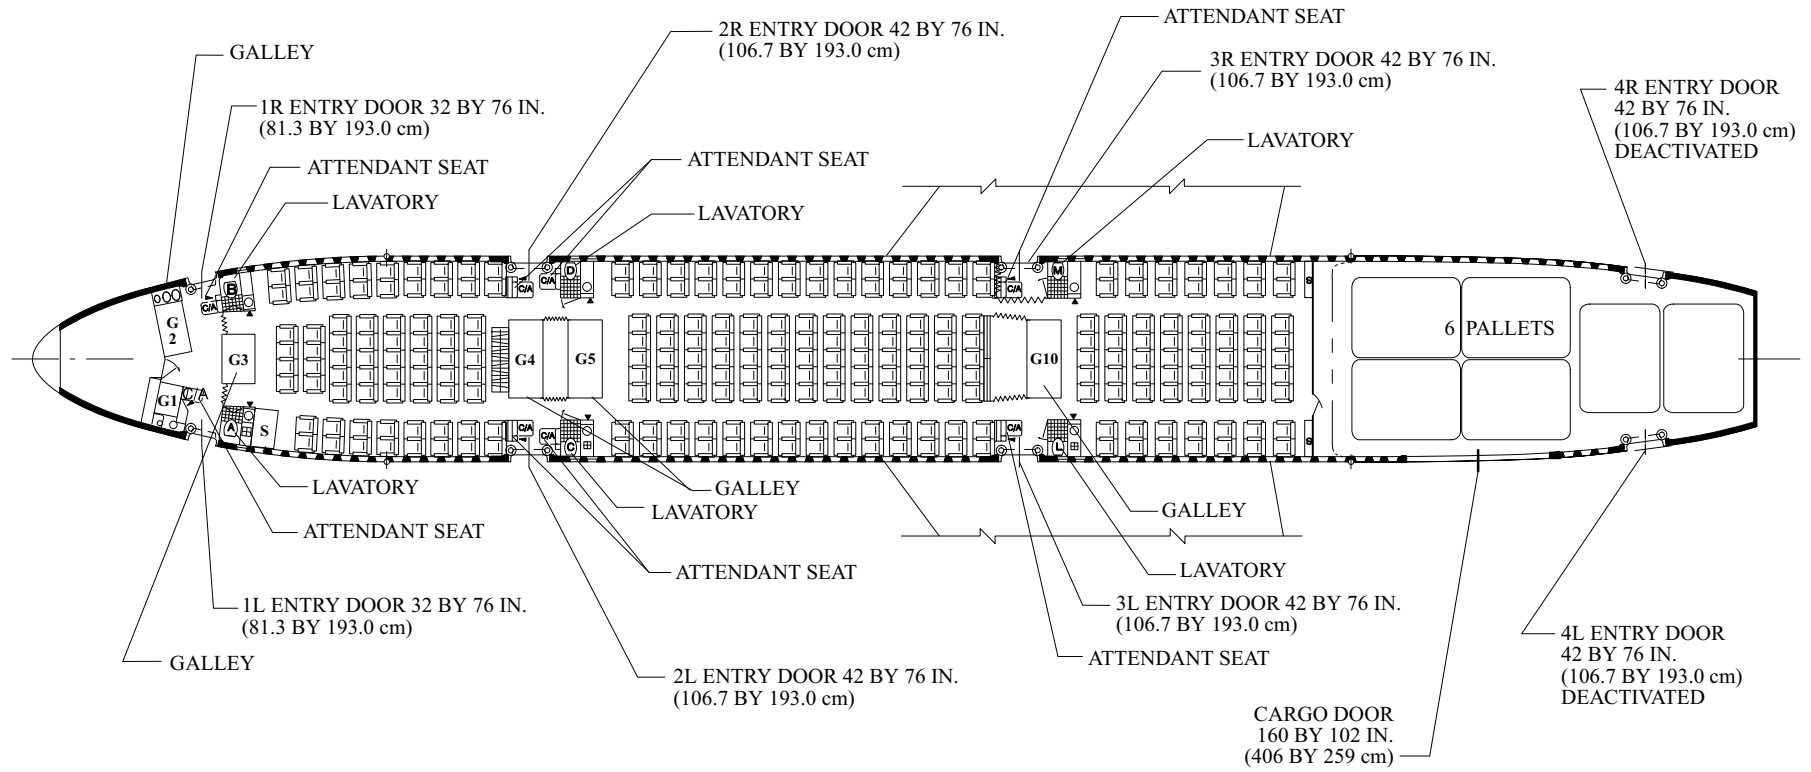 ATTENDANT SEAT
2R ENTRY DOOR 42 BY 76 IN.
(106.7 BY 193.0 cm)
GALLEY
3R ENTRY DOOR 42 BY 76 IN.
(106.7 BY 193.0 cm)
4R ENTRY DOOR
42 BY 76 IN.
(106.7 BY 193.0 cm)
DEACTIVATED
1R ENTRY DOOR 32 BY 76 IN.
(81.3 BY 193.0 cm)
LAVATORY
ATTENDANT SEAT
ATTENDANT SEAT
LAVATORY
LAVATORY
B
C/A
C/A
C/A
D
C/A
M
S
G
2
G3
G4
G5
G10
6 PALLETS
G1
C/A
A
S
C/A
C/A
C
C/A
L
S
LAVATORY
GALLEY
LAVATORY
GALLEY
ATTENDANT SEAT
ATTENDANT SEAT
LAVATORY
1L ENTRY DOOR 32 BY 76 IN.
(81.3 BY 193.0 cm)
3L ENTRY DOOR 42 BY 76 IN.
(106.7 BY 193.0 cm)
4L ENTRY DOOR
42 BY 76 IN.
(106.7 BY 193.0 cm)
DEACTIVATED
GALLEY
ATTENDANT SEAT
2L ENTRY DOOR 42 BY 76 IN.
(106.7 BY 193.0 cm)
CARGO DOOR
160 BY 102 IN.
(406 BY 259 cm)